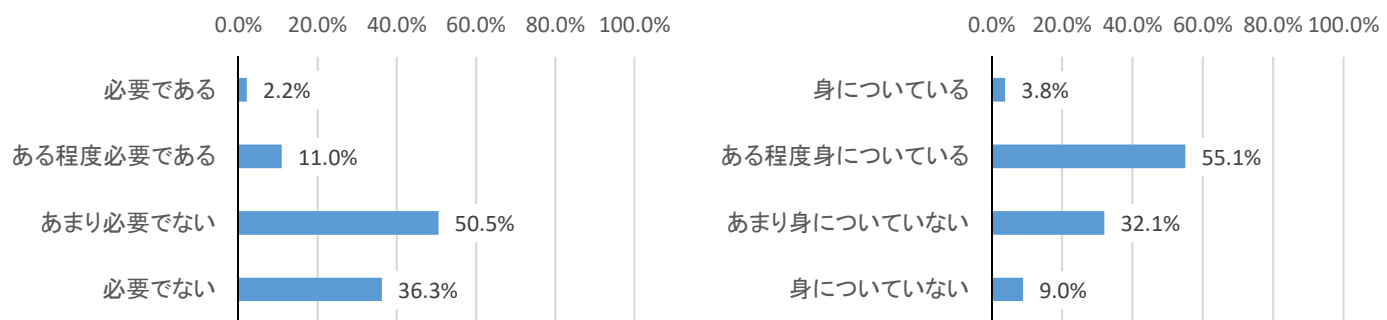 0.0% 20.0% 40.0% 60.0% 80.0% 100.0%
必要である 2.2%
ある程度必要である 11.0%
あまり必要でない 50.5%
必要でない 36.3%
0.0% 20.0% 40.0% 60.0% 80.0% 100.0%
身についている 3.8%
ある程度身についている 55.1%
あまり身についていない 32.1%
身についていない 9.0%